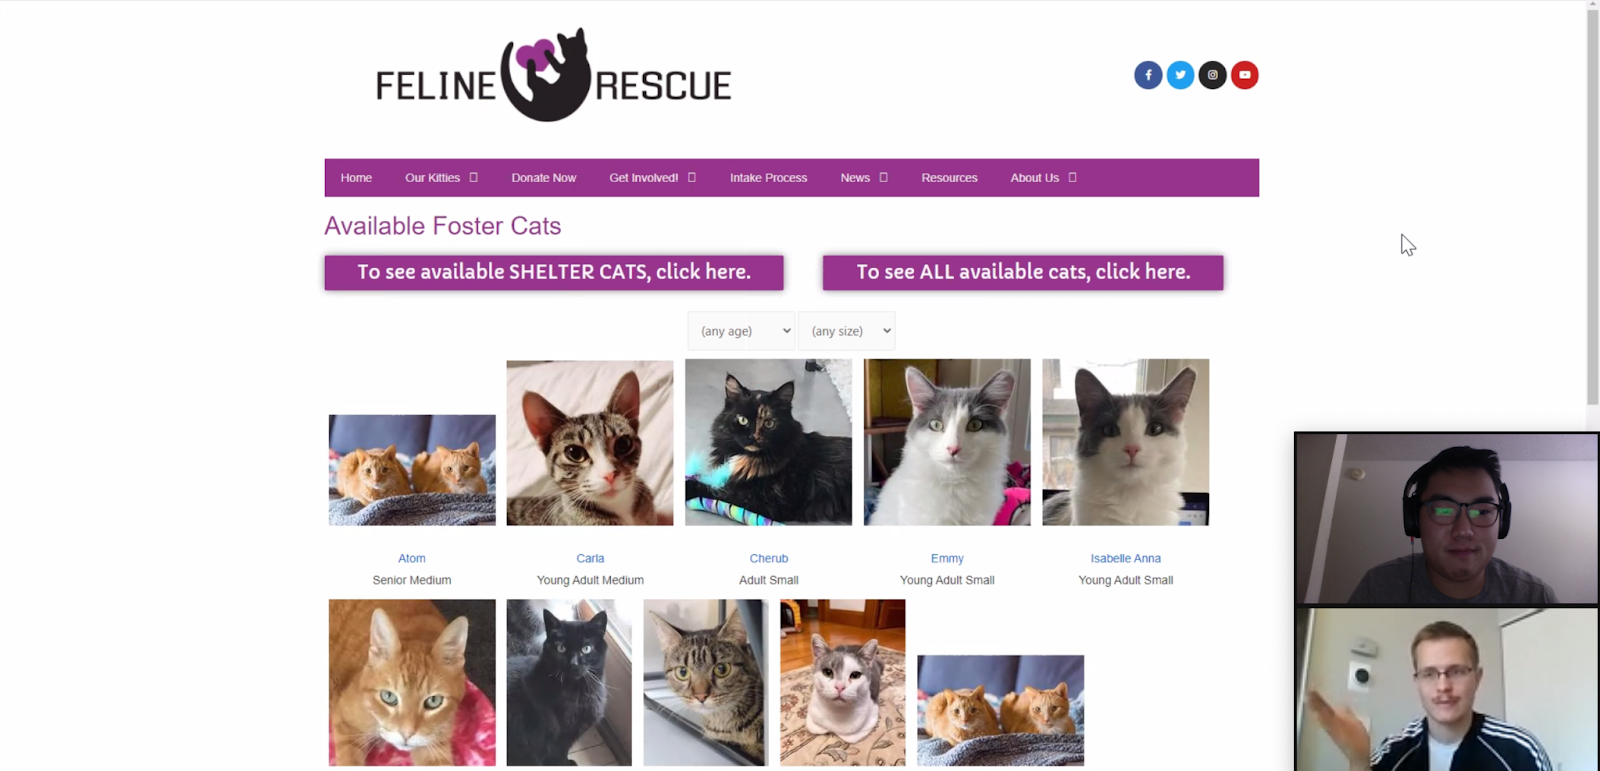 FELINE RESCUE
Home Our Kitties Donate Now Get Involved! Intake Process News Resources About Us
Available Foster Cats
To see available SHELTER CATS, click here. To see ALL available cats, click here.
(any age) (any size)
Atom Carla Cherub Emmy Isabelle Anna
Senior Medium Young Adult Medium Adult Small Young Adult Small Young Adult Small